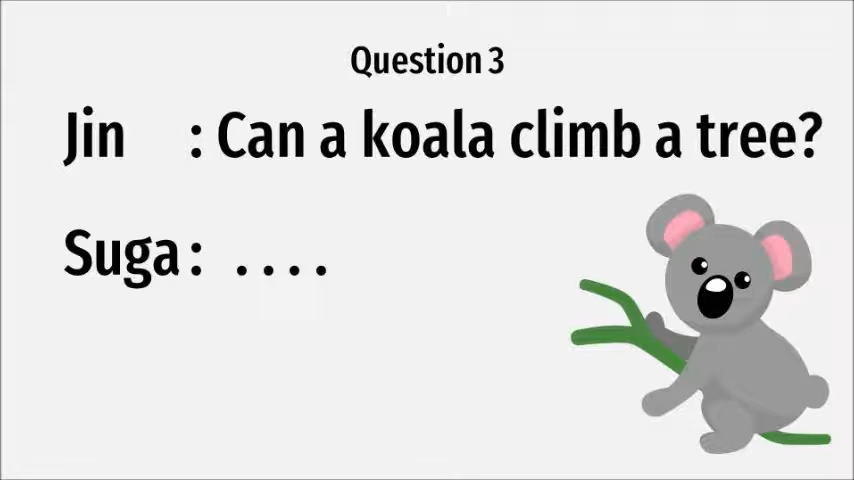 Question 3
Jin : Can a koala climb a tree?
Suga : . . . .